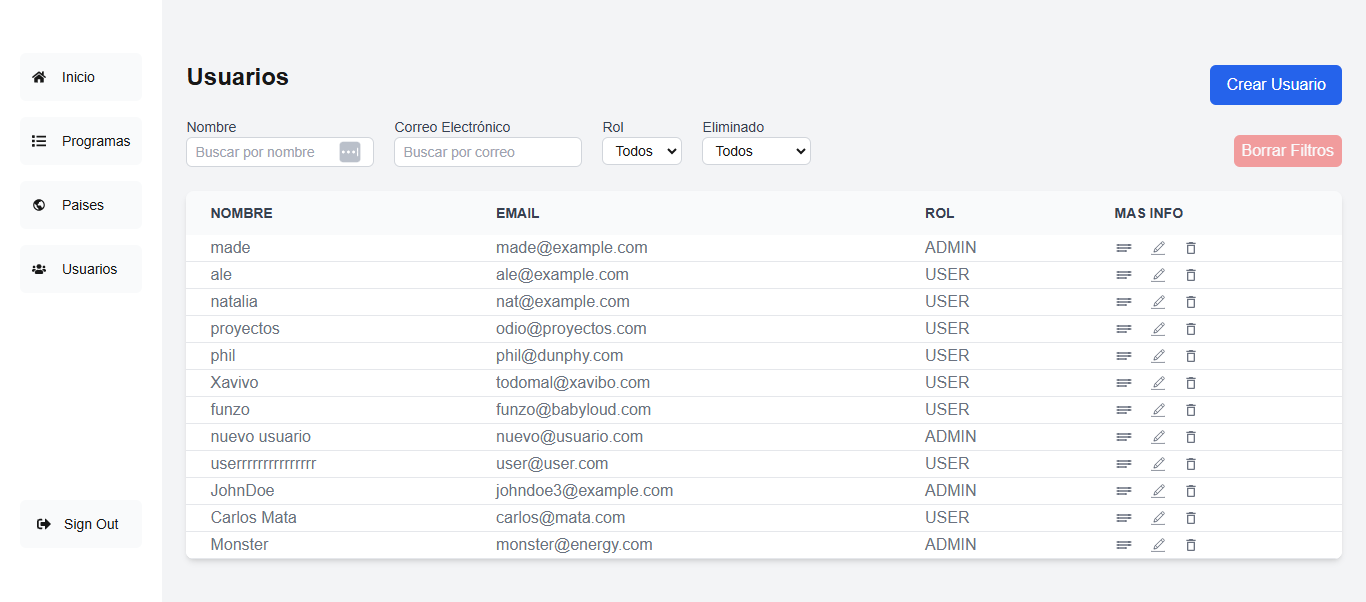 Inicio
Programas
Paises
Usuarios
Sign Out
Usuarios
Crear Usuario
Nombre Correo Electrónico Rol Eliminado
Buscar por nombre Buscar por correo Todos Todos Borrar Filtros
NOMBRE EMAIL ROL MAS INFO
made made@example.com ADMIN
ale ale@example.com USER
natalia nat@example.com USER
proyectos odio@proyectos.com USER
phil phil@dunphy.com USER
Xavivo todomal@xavibo.com USER
funzo funzo@babyloud.com USER
nuevo usuario nuevo@usuario.com ADMIN
userrrrrrrrrrrrrrr user@user.com USER
JohnDoe johndoe3@example.com ADMIN
Carlos Mata carlos@mata.com USER
Monster monster@energy.com ADMIN